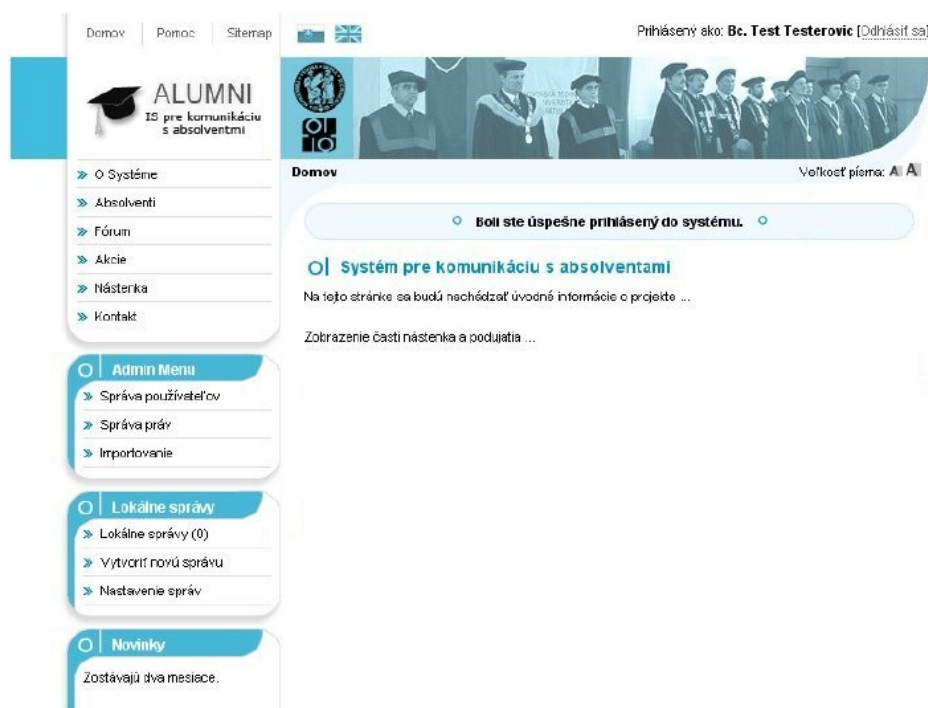 Domov Pomoc Sitemap
Prihlásený ako: Bc. Test Testerovic [Odhlásiť sa]
ALUMNI
IS pre komunikáciu
s absolventmi
O Systéme
Absolventi
Fórum
Akcie
Nástenka
Kontakt
Domov
Veľkosť písma: A A
Boli ste úspešne prihlásený do systému.
Systém pre komunikáciu s absolventami
Na tejto stránke sa budú nachádzať úvodné informácie o projekte ...
Zobrazenie častí nástenka a podujatia ...
Admin Menu
Správa používateľov
Správa práv
Importovanie
Lokálne správy
Lokálne správy (0)
Vytvoriť novú správu
Nastavenie správ
Novinky
Zostávajú dva mesiace.